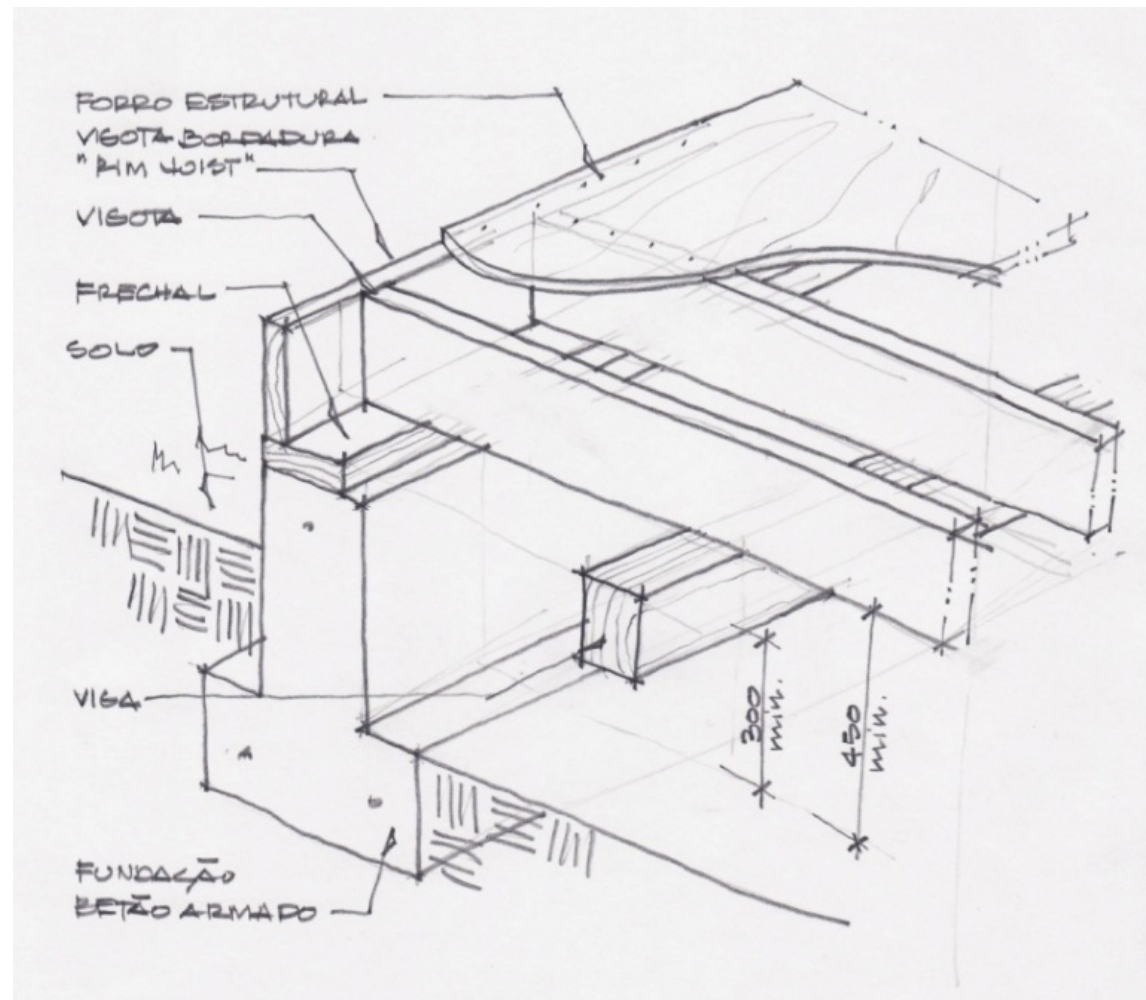 FORRO ESTRUTURAL
VIGOTA BORDADURA
"RIM JOIST"
VIGOTA
FRECHAL
SOLO
VIGA
300
min.
450
min.
FUNDAÇÃO
BETÃO ARMADO